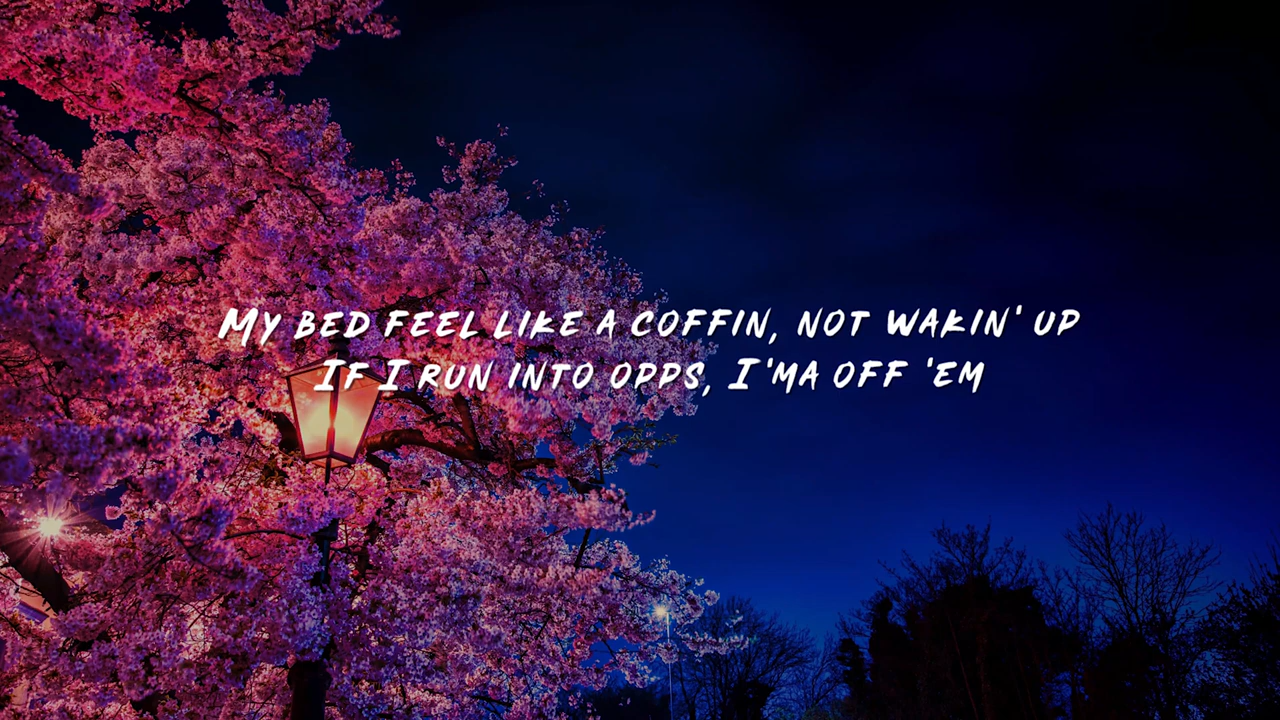 My bed feel like a coffin, not wakin' up
If I run into opps, I'ma off 'em